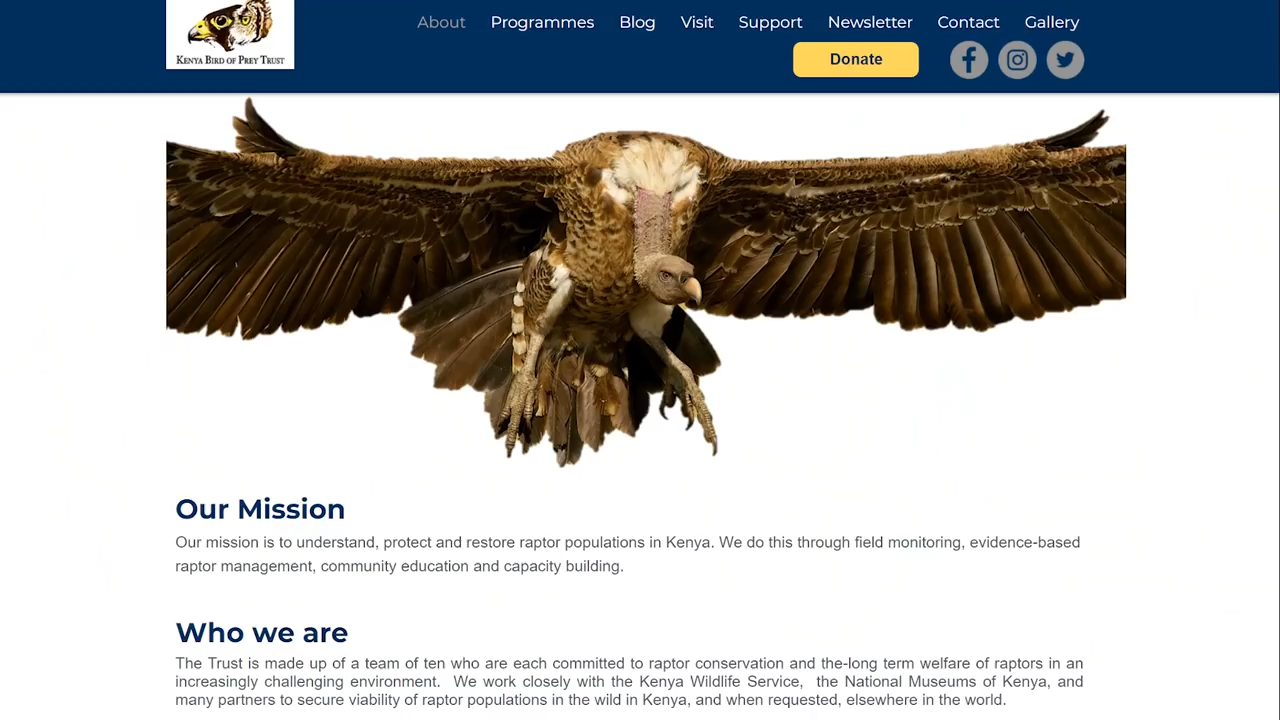 KENYA BIRD OF PREY TRUST
About Programmes Blog Visit Support Newsletter Contact Gallery
Donate
Our Mission
Our mission is to understand, protect and restore raptor populations in Kenya. We do this through field monitoring, evidence-based
raptor management, community education and capacity building.
Who we are
The Trust is made up of a team of ten who are each committed to raptor conservation and the-long term welfare of raptors in an
increasingly challenging environment. We work closely with the Kenya Wildlife Service, the National Museums of Kenya, and
many partners to secure viability of raptor populations in the wild in Kenya, and when requested, elsewhere in the world.